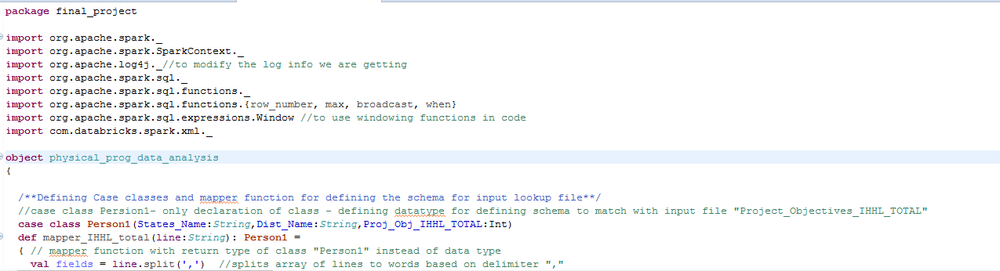 package final_project
import org.apache.spark._
import org.apache.spark.SparkContext._
import org.apache.log4j._//to modify the log info we are getting
import org.apache.spark.sql._
import org.apache.spark.sql.functions._
import org.apache.spark.sql.functions.{row_number, max, broadcast, when}
import org.apache.spark.sql.expressions.Window //to use windowing functions in code
import com.databricks.spark.xml._
object physical_prog_data_analysis
{
/**Defining Case classes and mapper function for defining the schema for input lookup file**/
//case class Persion1- only declaration of class - defining datatype for defining schema to match with input file "Project_Objectives_IHHL_TOTAL"
case class Person1(States_Name:String,Dist_Name:String,Proj_Obj_IHHL_TOTAL:Int)
def mapper_IHHL_total(line:String): Person1 =
{ // mapper function with return type of class "Person1" instead of data type
val fields = line.split(',') //splits array of lines to words based on delimiter ","